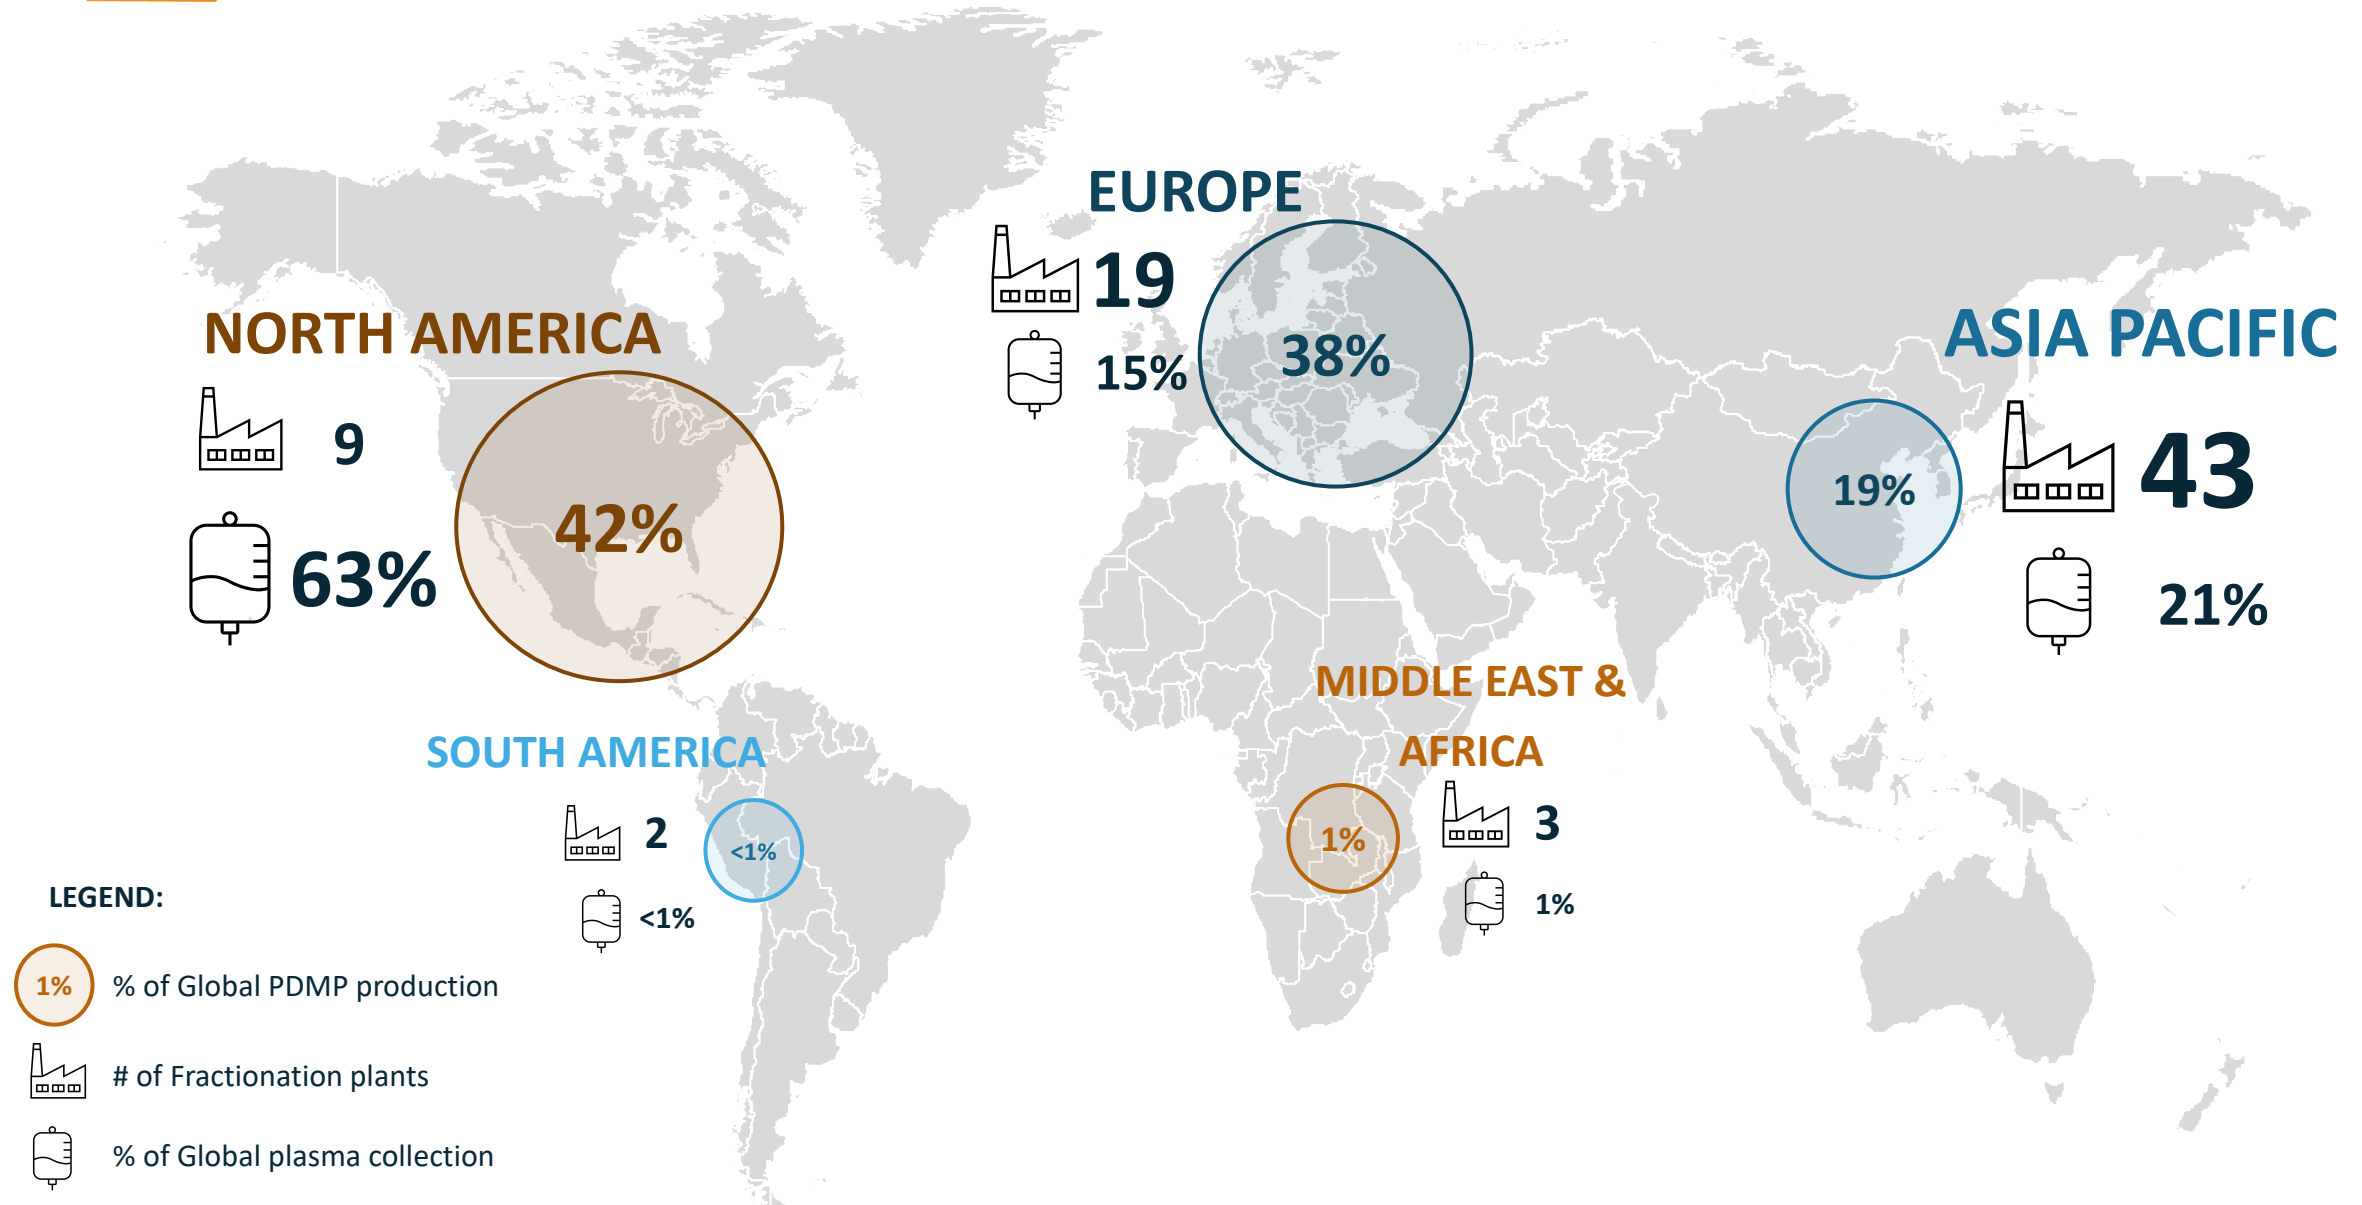 EUROPE
19
15%
38%
NORTH AMERICA
9
63%
42%
ASIA PACIFIC
19%
43
21%
MIDDLE EAST &
AFRICA
1%
3
1%
SOUTH AMERICA
2
<1%
<1%
LEGEND:
1% % of Global PDMP production
# of Fractionation plants
% of Global plasma collection